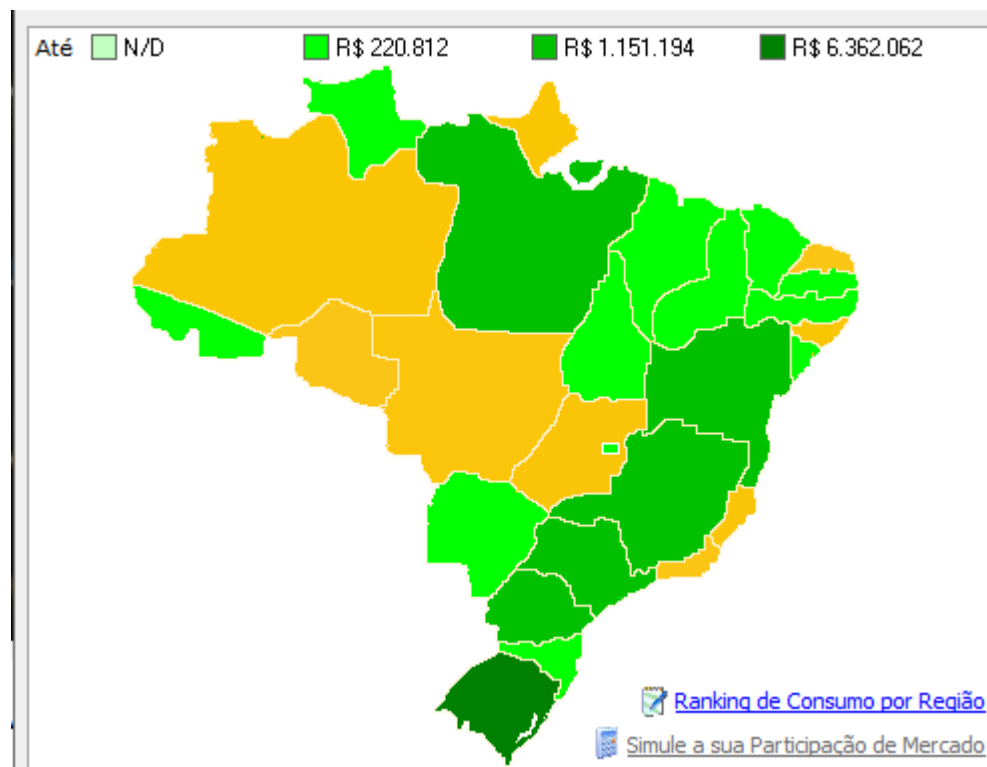 Até N/D R$ 220.812 R$ 1.151.194 R$ 6.362.062
Ranking de Consumo por Região
Simule a sua Participação de Mercado